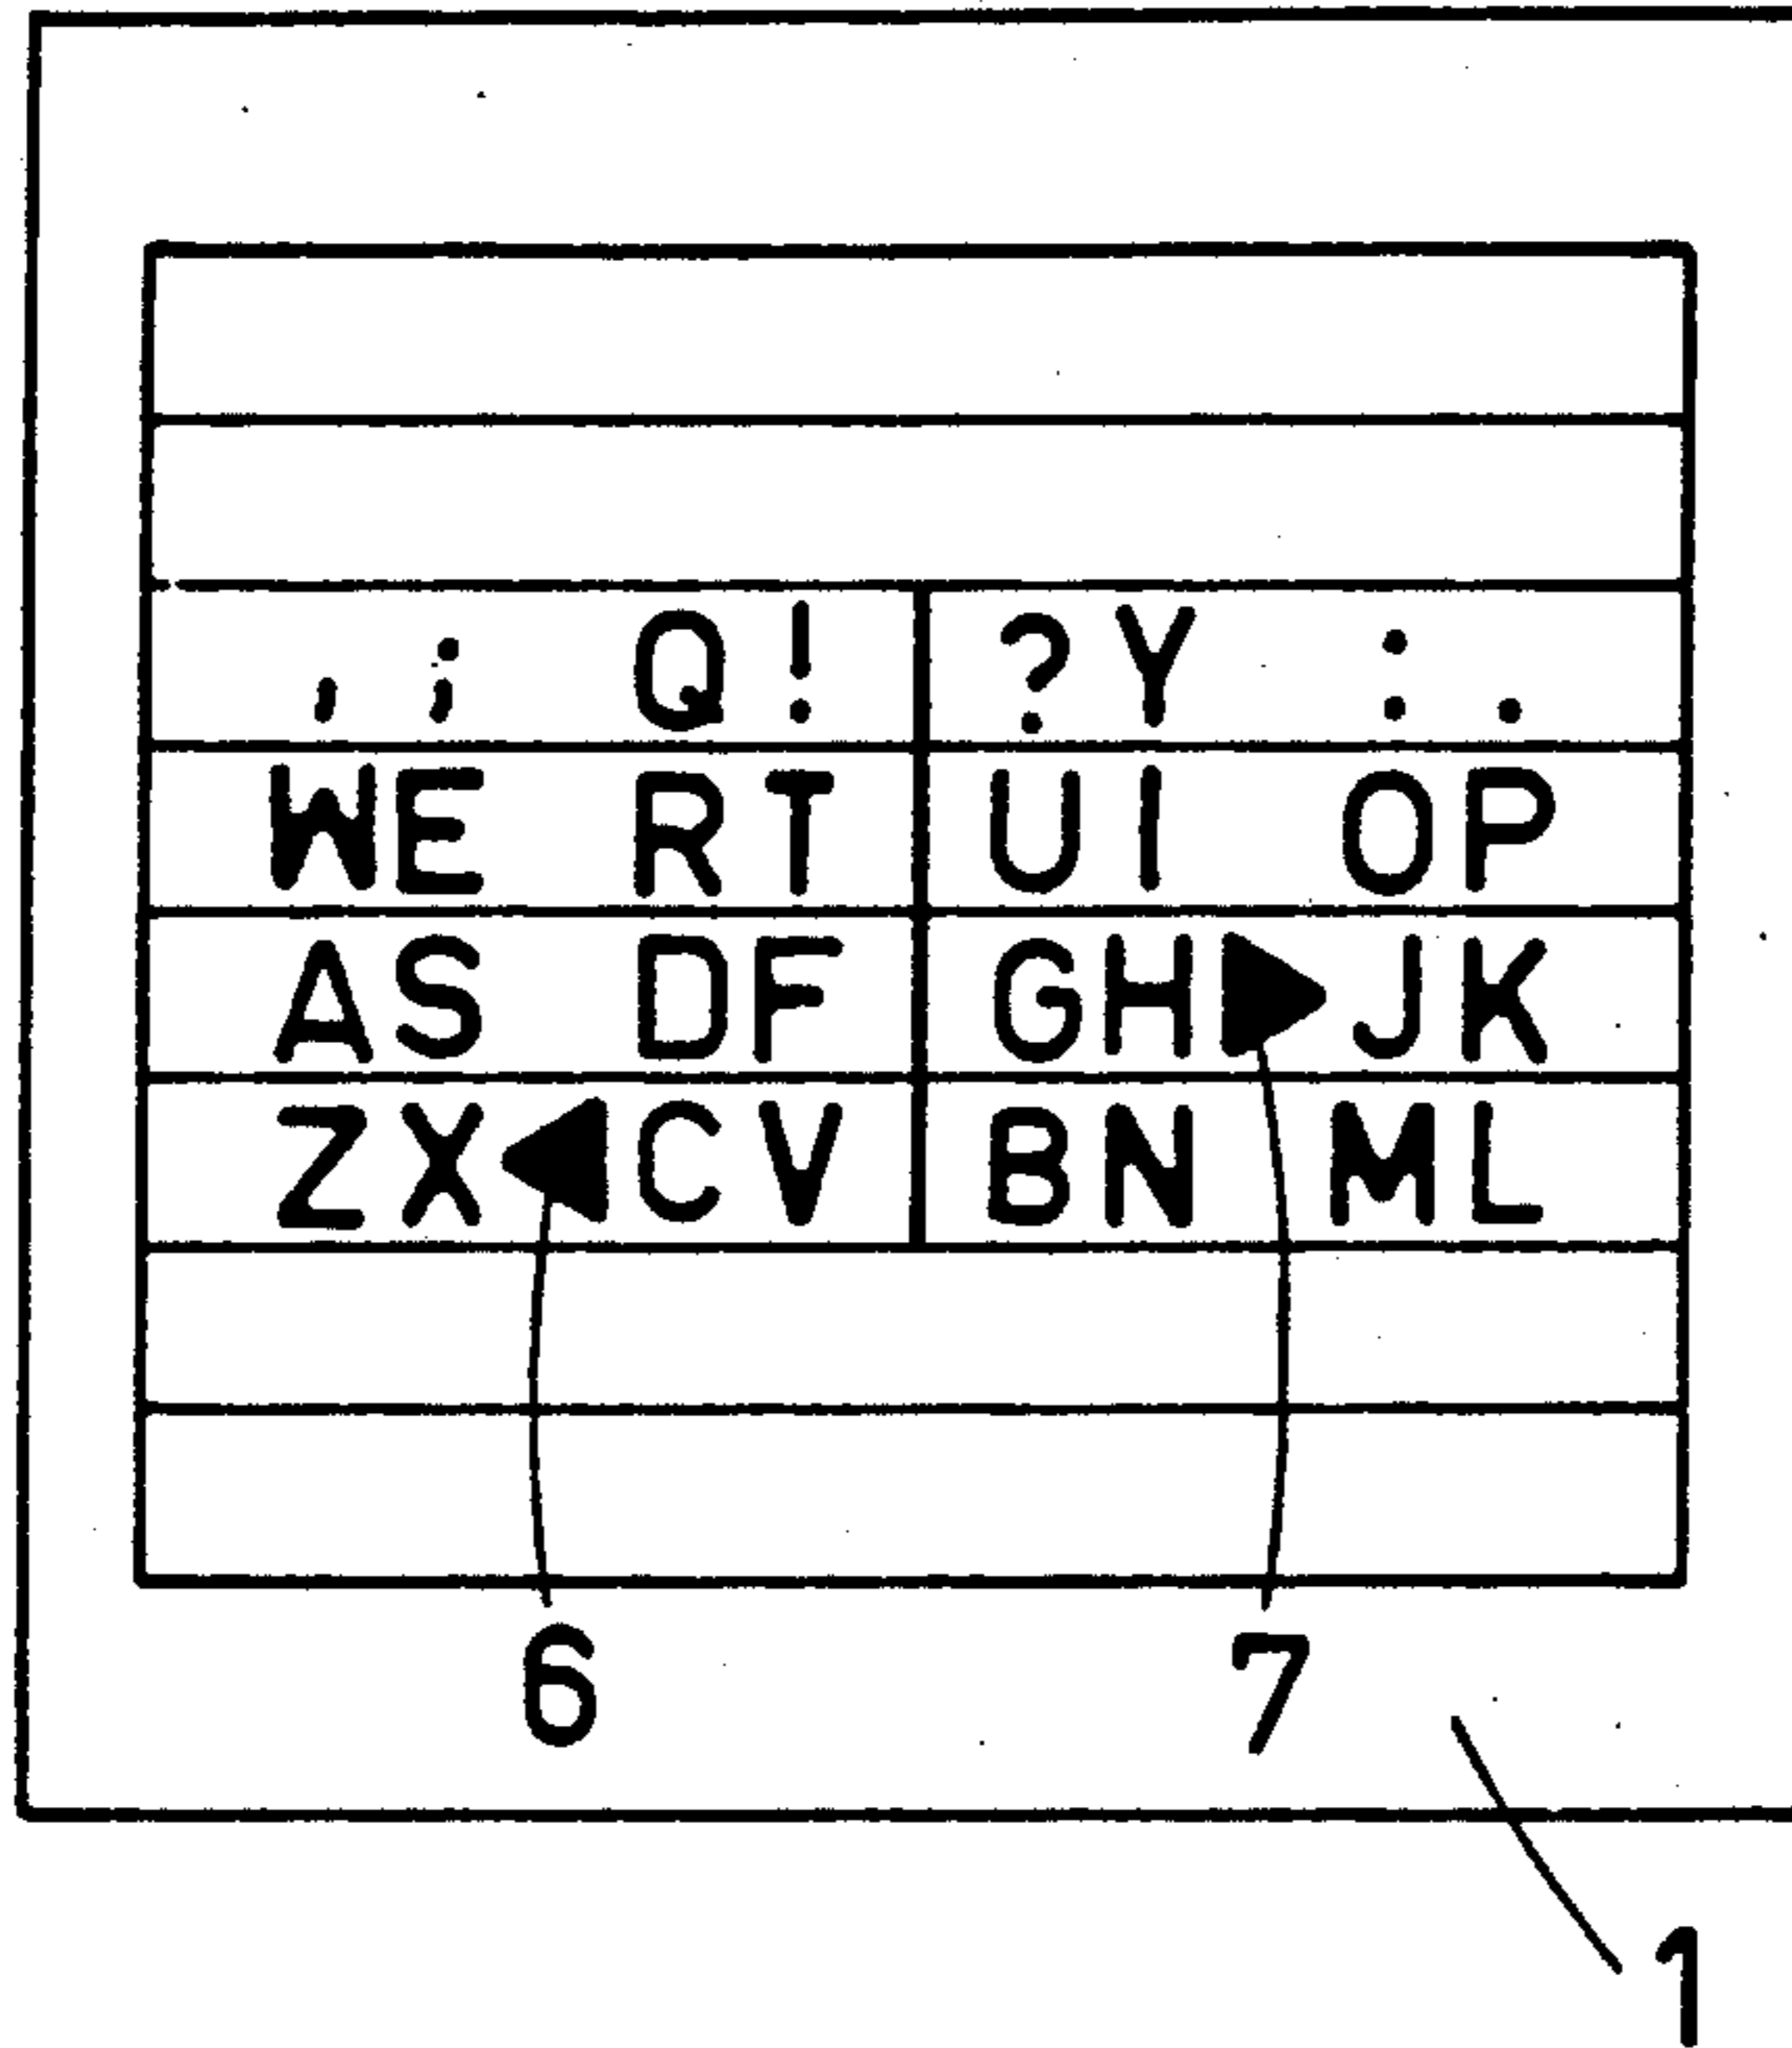 , ; Q! ?Y : .
WE RT UI OP
AS DF GH▶JK
ZX◀CV BN ML
6 7
1